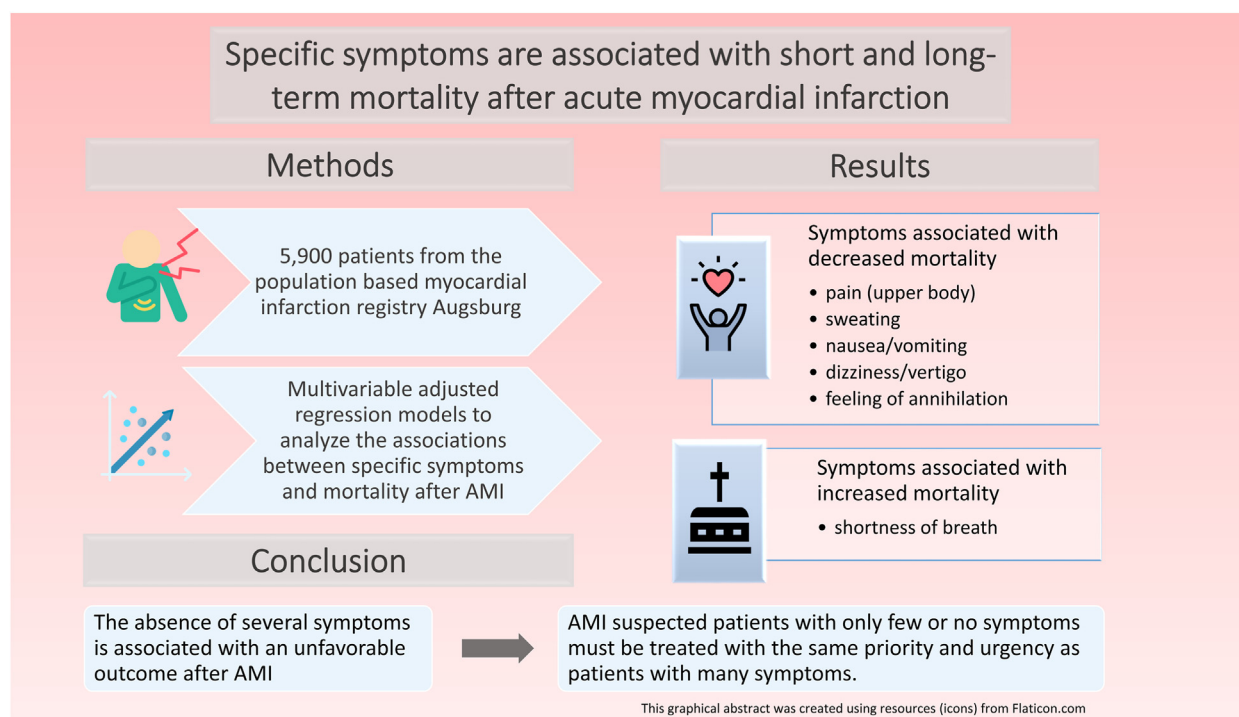 Specific symptoms are associated with short and long-
term mortality after acute myocardial infarction
Methods
5,900 patients from the
population based myocardial
infarction registry Augsburg
Multivariable adjusted
regression models to
analyze the associations
between specific symptoms
and mortality after AMI
Results
Symptoms associated with
decreased mortality
• pain (upper body)
• sweating
• nausea/vomiting
• dizziness/vertigo
• feeling of annihilation
Symptoms associated with
increased mortality
• shortness of breath
Conclusion
The absence of several symptoms
is associated with an unfavorable
outcome after AMI
AMI suspected patients with only few or no symptoms
must be treated with the same priority and urgency as
patients with many symptoms.
This graphical abstract was created using resources (icons) from Flaticon.com